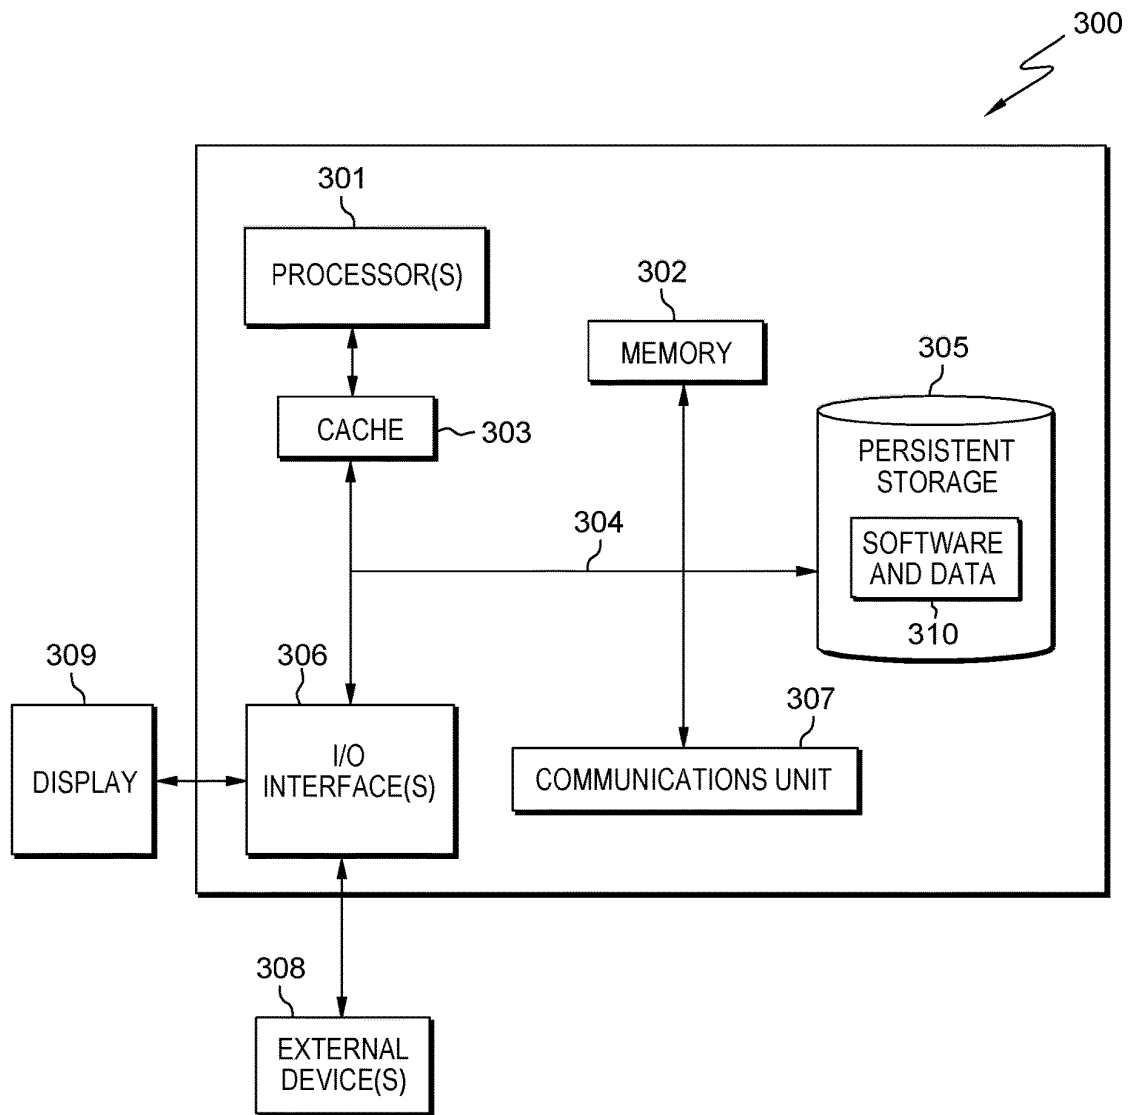 300
301
PROCESSOR(S)
302
MEMORY
305
CACHE
303
PERSISTENT
STORAGE
304
SOFTWARE
AND DATA
310
309
306
307
DISPLAY
I/O
INTERFACE(S)
COMMUNICATIONS UNIT
308
EXTERNAL
DEVICE(S)